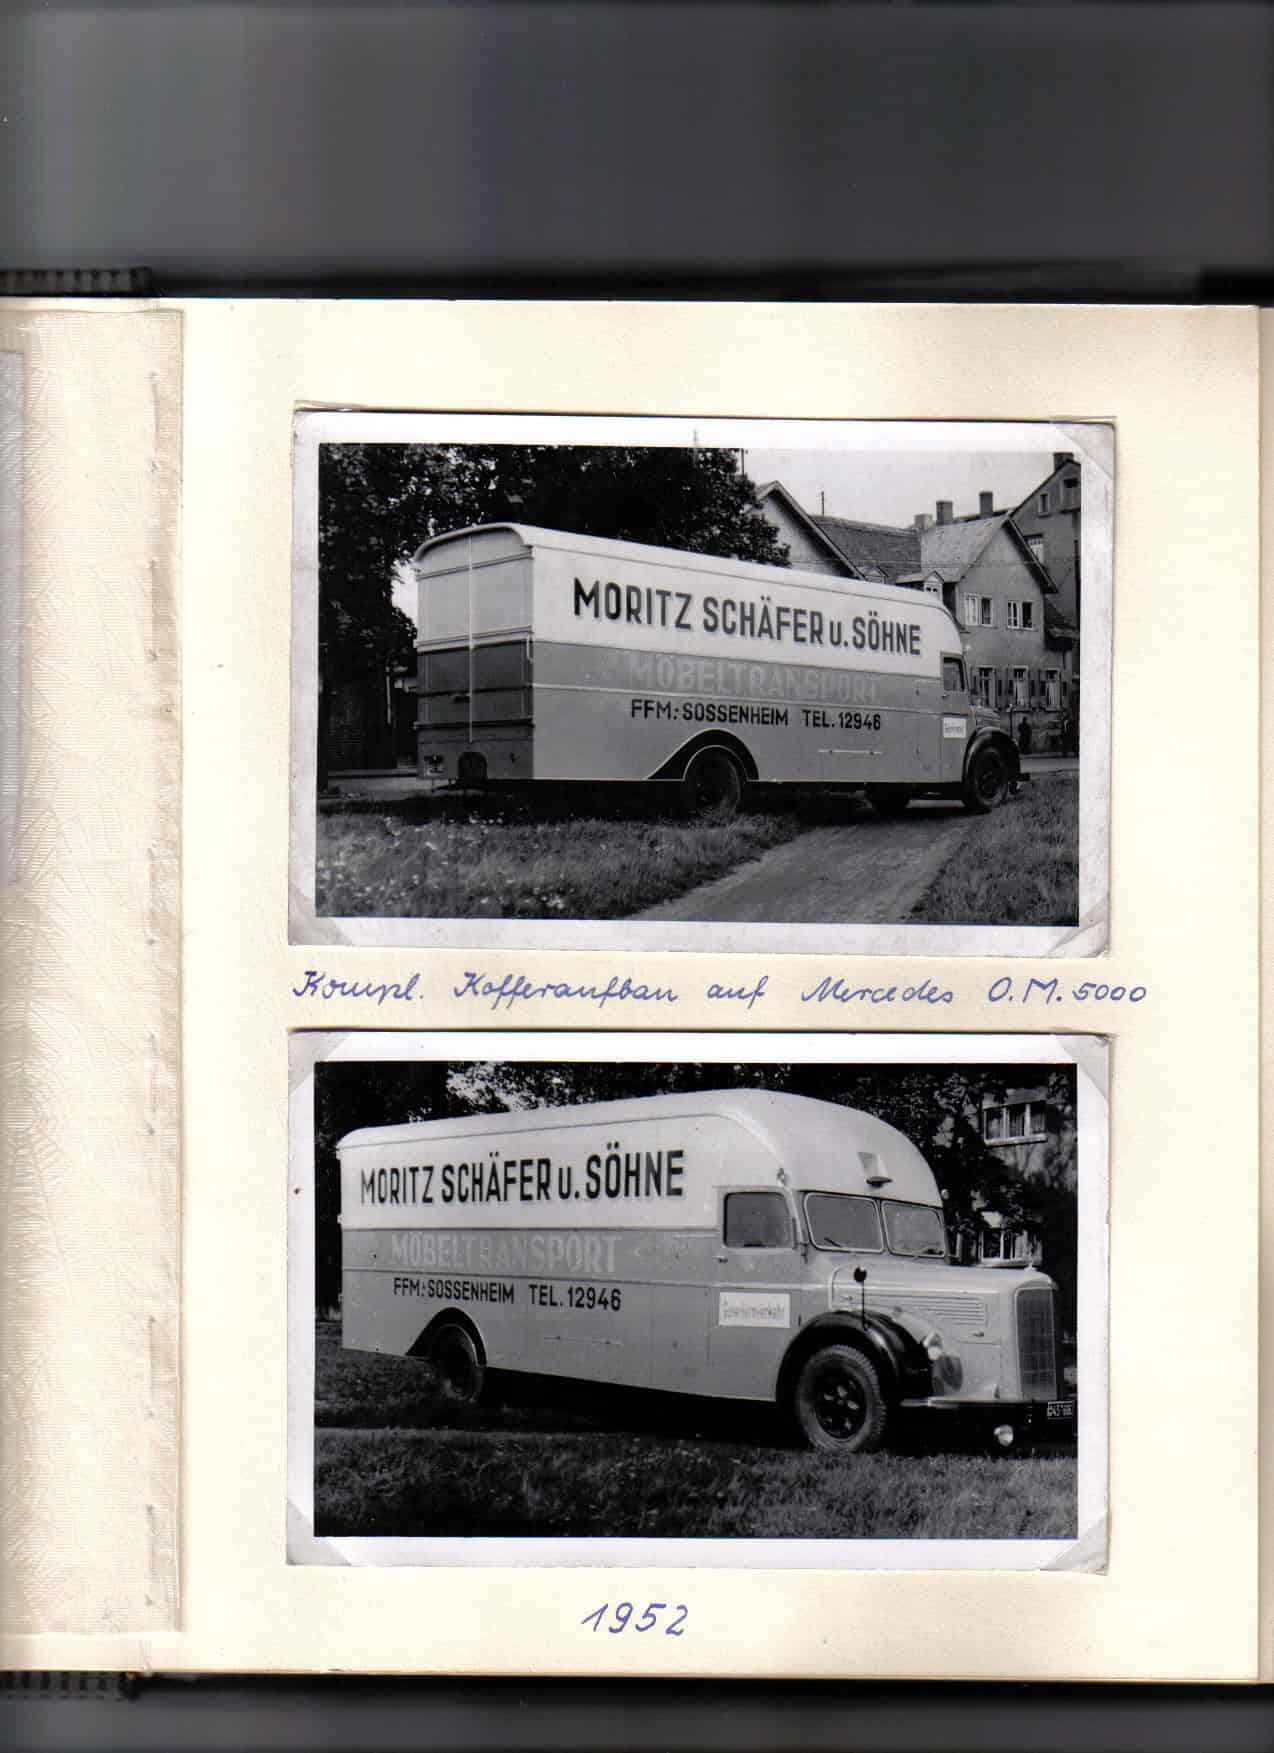 MORITZ SCHÄFER u. SÖHNE
MÖBELTRANSPORT
FFM.-SOSSENHEIM TEL. 12946
Kompl. Kofferaufbau auf Mercedes O.M. 5000
MORITZ SCHÄFER u. SÖHNE
MÖBELTRANSPORT
FFM.-SOSSENHEIM TEL. 12946
Güterfernverkehr
1952